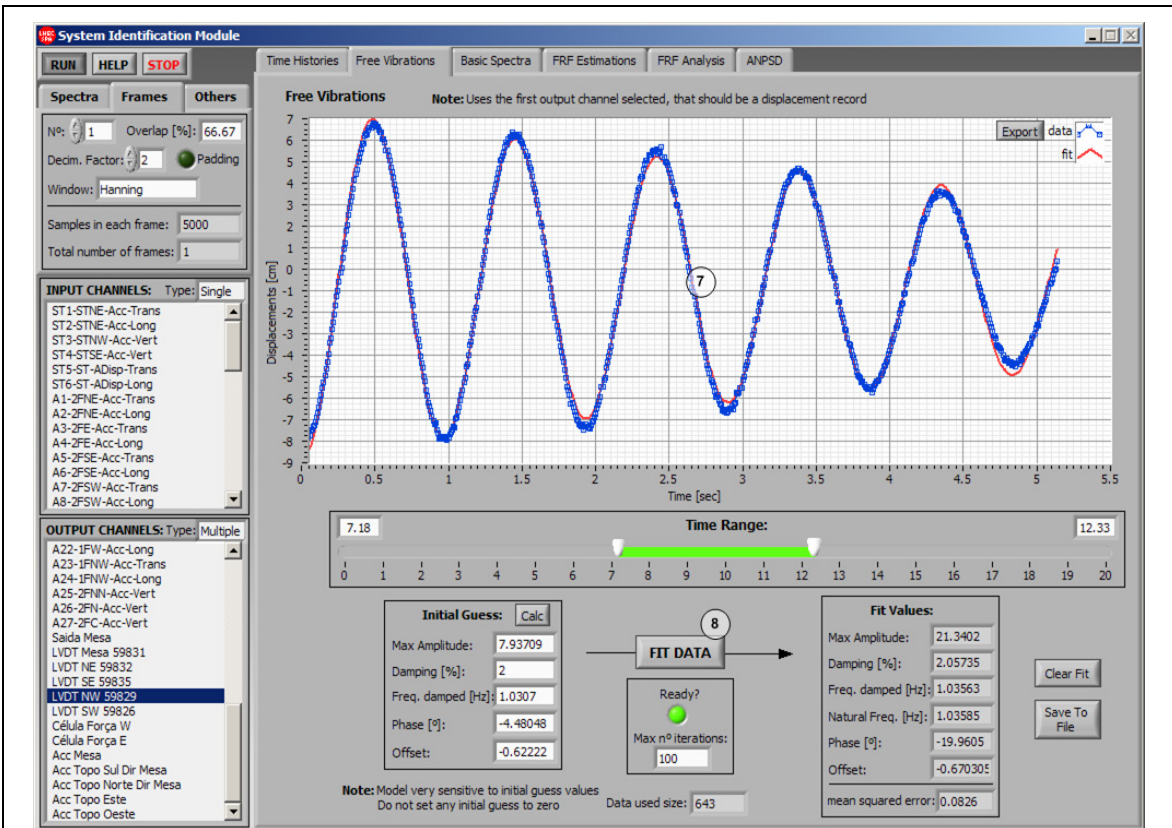 System Identification Module
RUN HELP STOP
Time Histories Free Vibrations Basic Spectra FRF Estimations FRF Analysis ANPSD
Spectra Frames Others
Nº: 1 Overlap [%]: 66.67
Decim. Factor: 2 Padding
Window: Hanning
Samples in each frame: 5000
Total number of frames: 1
INPUT CHANNELS: Type: Single
ST1-STNE-Acc-Trans
ST2-STNE-Acc-Long
ST3-STNW-Acc-Vert
ST4-STSE-Acc-Vert
ST5-ST-ADisp-Trans
ST6-ST-ADisp-Long
A1-2FNE-Acc-Trans
A2-2FNE-Acc-Long
A3-2FE-Acc-Trans
A4-2FE-Acc-Long
A5-2FSE-Acc-Trans
A6-2FSE-Acc-Long
A7-2FSW-Acc-Trans
A8-2FSW-Acc-Long
OUTPUT CHANNELS: Type: Multiple
A22-1FW-Acc-Long
A23-1FNW-Acc-Trans
A24-1FNW-Acc-Long
A25-2FNN-Acc-Vert
A26-2FN-Acc-Vert
A27-2FC-Acc-Vert
Saida Mesa
LVDT Mesa 59831
LVDT NE 59832
LVDT SE 59835
LVDT NW 59829
LVDT SW 59826
Célula Força W
Célula Força E
Acc Mesa
Acc Topo Sul Dir Mesa
Acc Topo Norte Dir Mesa
Acc Topo Este
Acc Topo Oeste
Free Vibrations Note: Uses the first output channel selected, that should be a displacement record
Export data
fit
7
6
5
4
3
2
1
0
-1
-2
-3
-4
-5
-6
-7
-8
-9
Displacements [cm]
7
0 0.5 1 1.5 2 2.5 3 3.5 4 4.5 5 5.5
Time [sec]
7.18 Time Range: 12.33
0 1 2 3 4 5 6 7 8 9 10 11 12 13 14 15 16 17 18 19 20
Initial Guess: Calc
Max Amplitude: 7.93709
Damping [%]: 2
Freq. damped [Hz]: 1.0307
Phase [º]: -4.48048
Offset: -0.62222
8
FIT DATA
Ready?
Max nº iterations:
100
Fit Values:
Max Amplitude: 21.3402
Damping [%]: 2.05735
Freq. damped [Hz]: 1.03563
Natural Freq. [Hz]: 1.03585
Phase [º]: -19.9605
Offset: -0.670305
mean squared error: 0.0826
Clear Fit
Save To
File
Note: Model very sensitive to initial guess values
Do not set any initial guess to zero
Data used size: 643